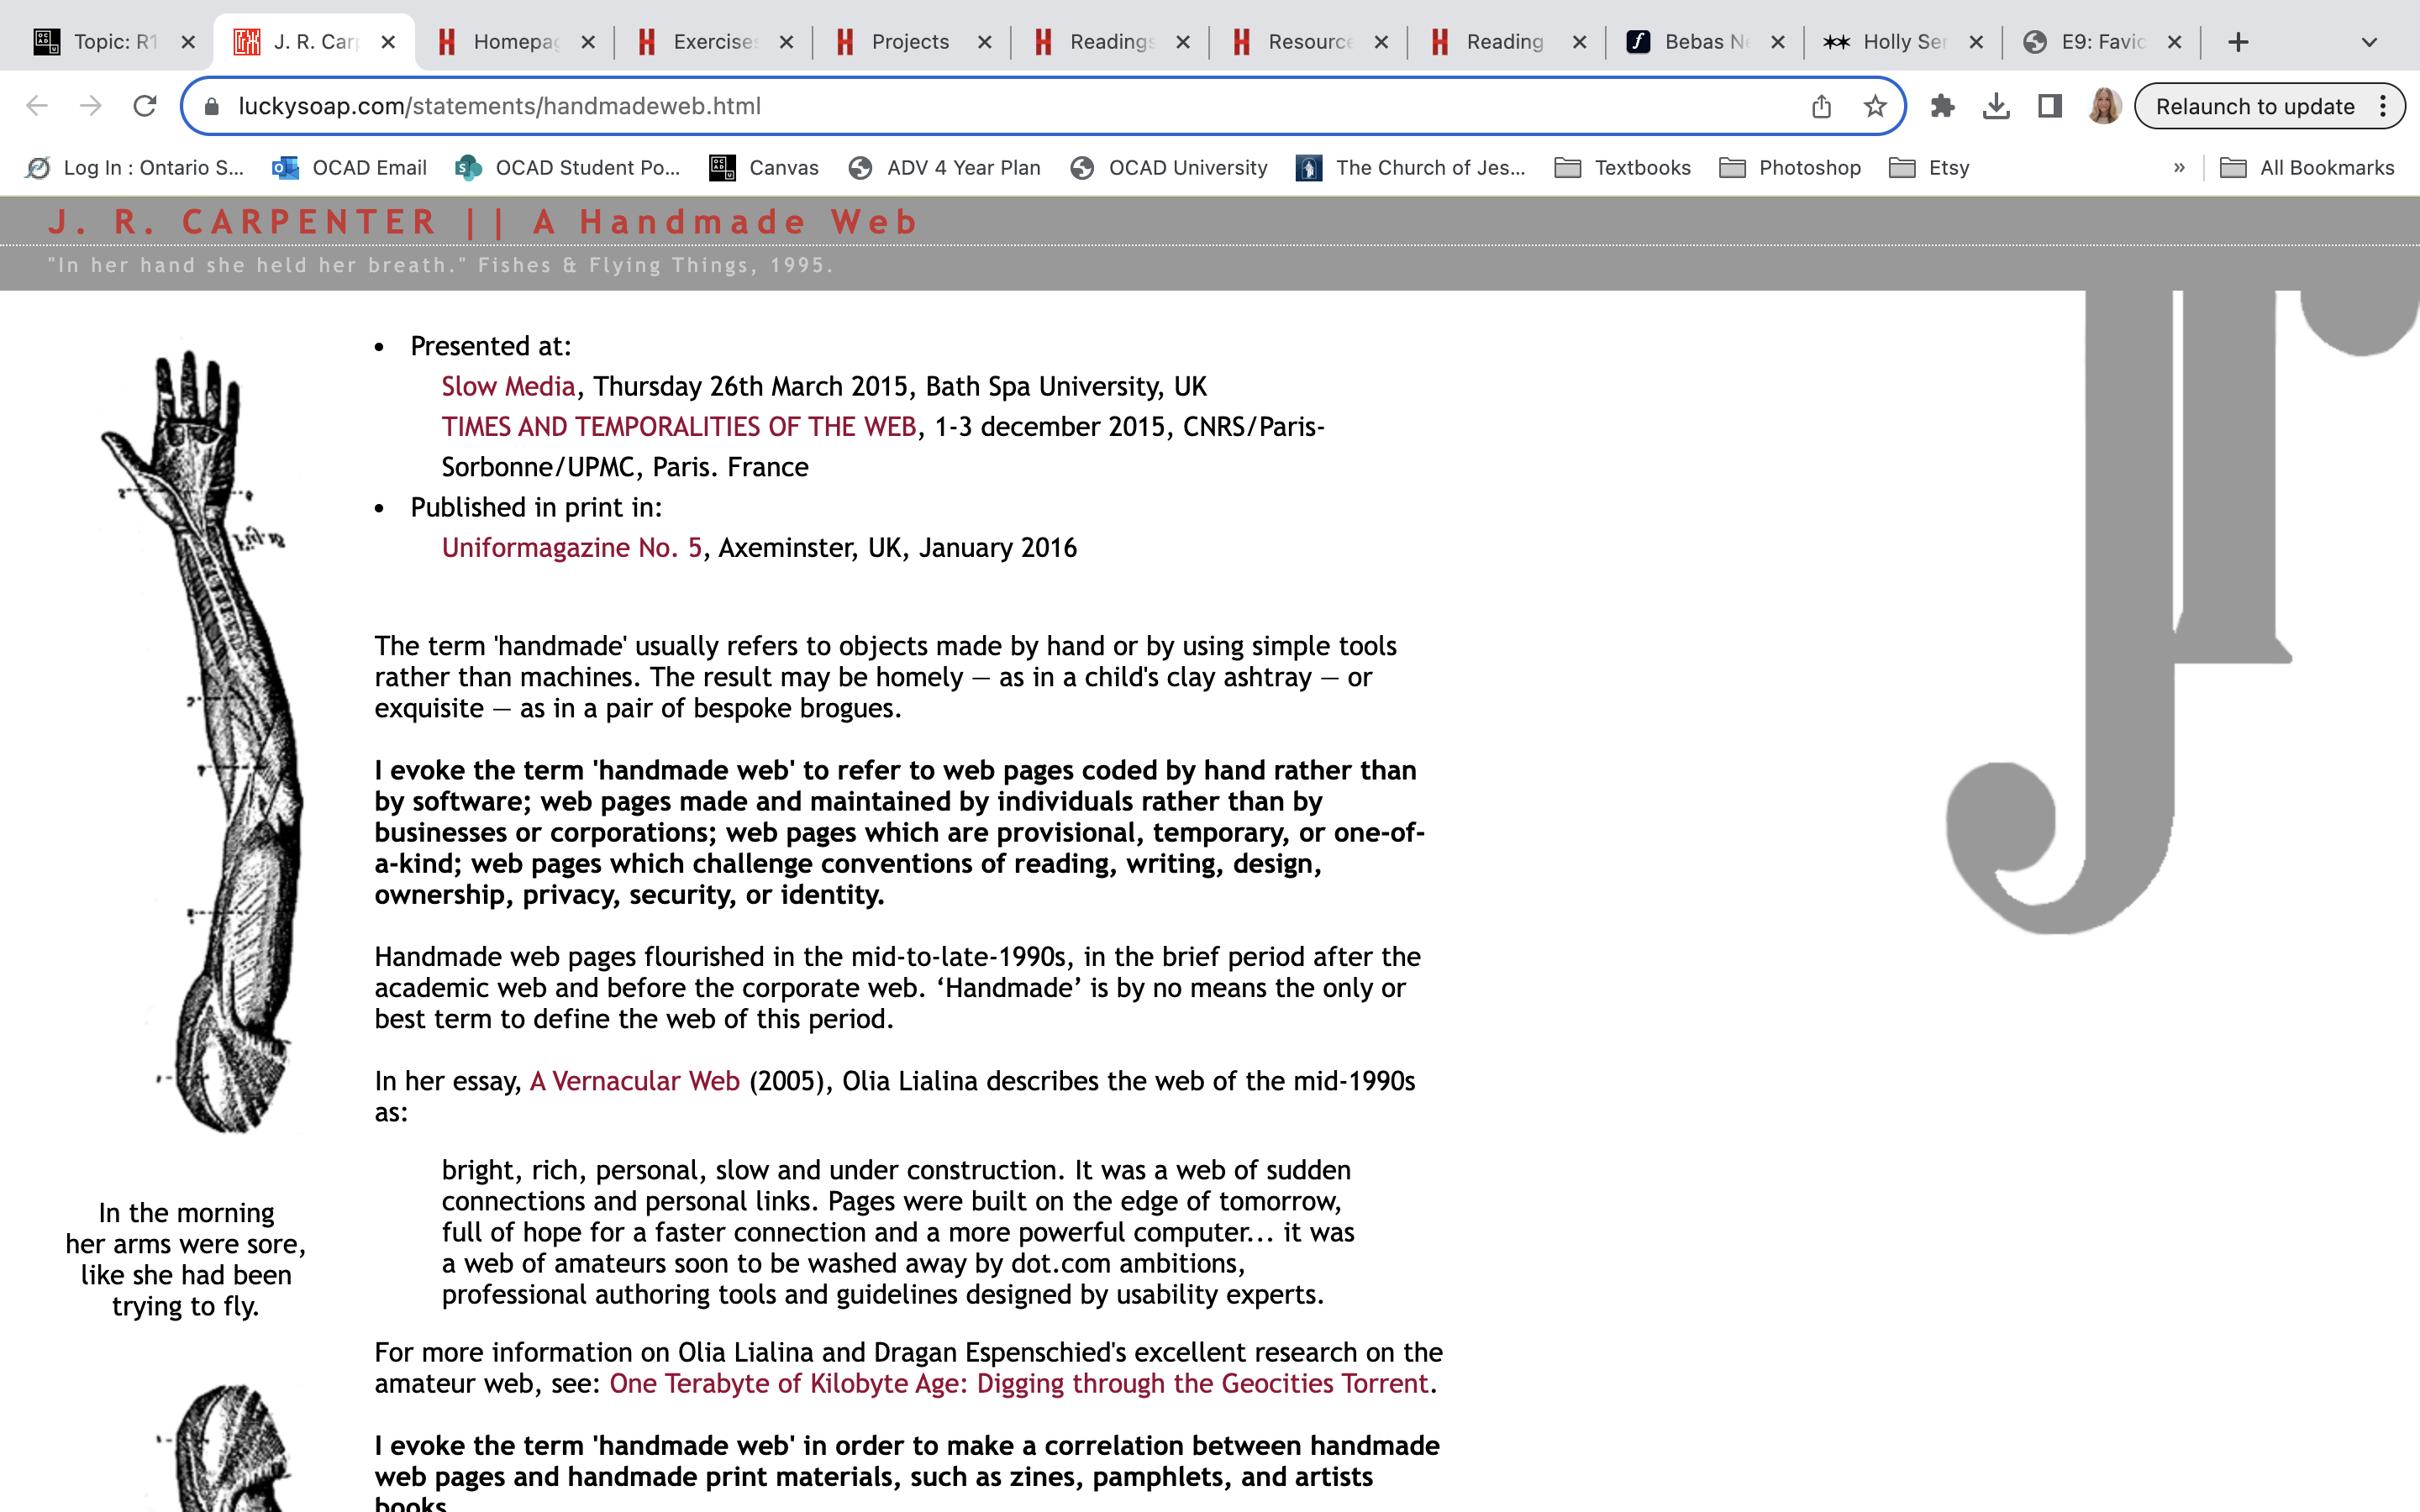 Topic: R1
J. R. Car
Homepag
Exercise
Projects
Readings
Resource
Reading
Bebas Ne
Holly Ser
E9: Favic
luckysoap.com/statements/handmadeweb.html
Relaunch to update
Log In : Ontario S...
OCAD Email
OCAD Student Po...
Canvas
ADV 4 Year Plan
OCAD University
The Church of Jes...
Textbooks
Photoshop
Etsy
»
All Bookmarks
J. R. CARPENTER || A Handmade Web
"In her hand she held her breath." Fishes & Flying Things, 1995.
Jr
• Presented at:
Slow Media, Thursday 26th March 2015, Bath Spa University, UK
TIMES AND TEMPORALITIES OF THE WEB, 1-3 december 2015, CNRS/Paris-
Sorbonne/UPMC, Paris. France
• Published in print in:
Uniformagazine No. 5, Axeminster, UK, January 2016
The term 'handmade' usually refers to objects made by hand or by using simple tools
rather than machines. The result may be homely — as in a child's clay ashtray — or
exquisite — as in a pair of bespoke brogues.
I evoke the term 'handmade web' to refer to web pages coded by hand rather than
by software; web pages made and maintained by individuals rather than by
businesses or corporations; web pages which are provisional, temporary, or one-of-
a-kind; web pages which challenge conventions of reading, writing, design,
ownership, privacy, security, or identity.
Handmade web pages flourished in the mid-to-late-1990s, in the brief period after the
academic web and before the corporate web. ‘Handmade’ is by no means the only or
best term to define the web of this period.
In her essay, A Vernacular Web (2005), Olia Lialina describes the web of the mid-1990s
as:
bright, rich, personal, slow and under construction. It was a web of sudden
connections and personal links. Pages were built on the edge of tomorrow,
full of hope for a faster connection and a more powerful computer... it was
a web of amateurs soon to be washed away by dot.com ambitions,
professional authoring tools and guidelines designed by usability experts.
For more information on Olia Lialina and Dragan Espenschied's excellent research on the
amateur web, see: One Terabyte of Kilobyte Age: Digging through the Geocities Torrent.
I evoke the term 'handmade web' in order to make a correlation between handmade
web pages and handmade print materials, such as zines, pamphlets, and artists
books
In the morning
her arms were sore,
like she had been
trying to fly.